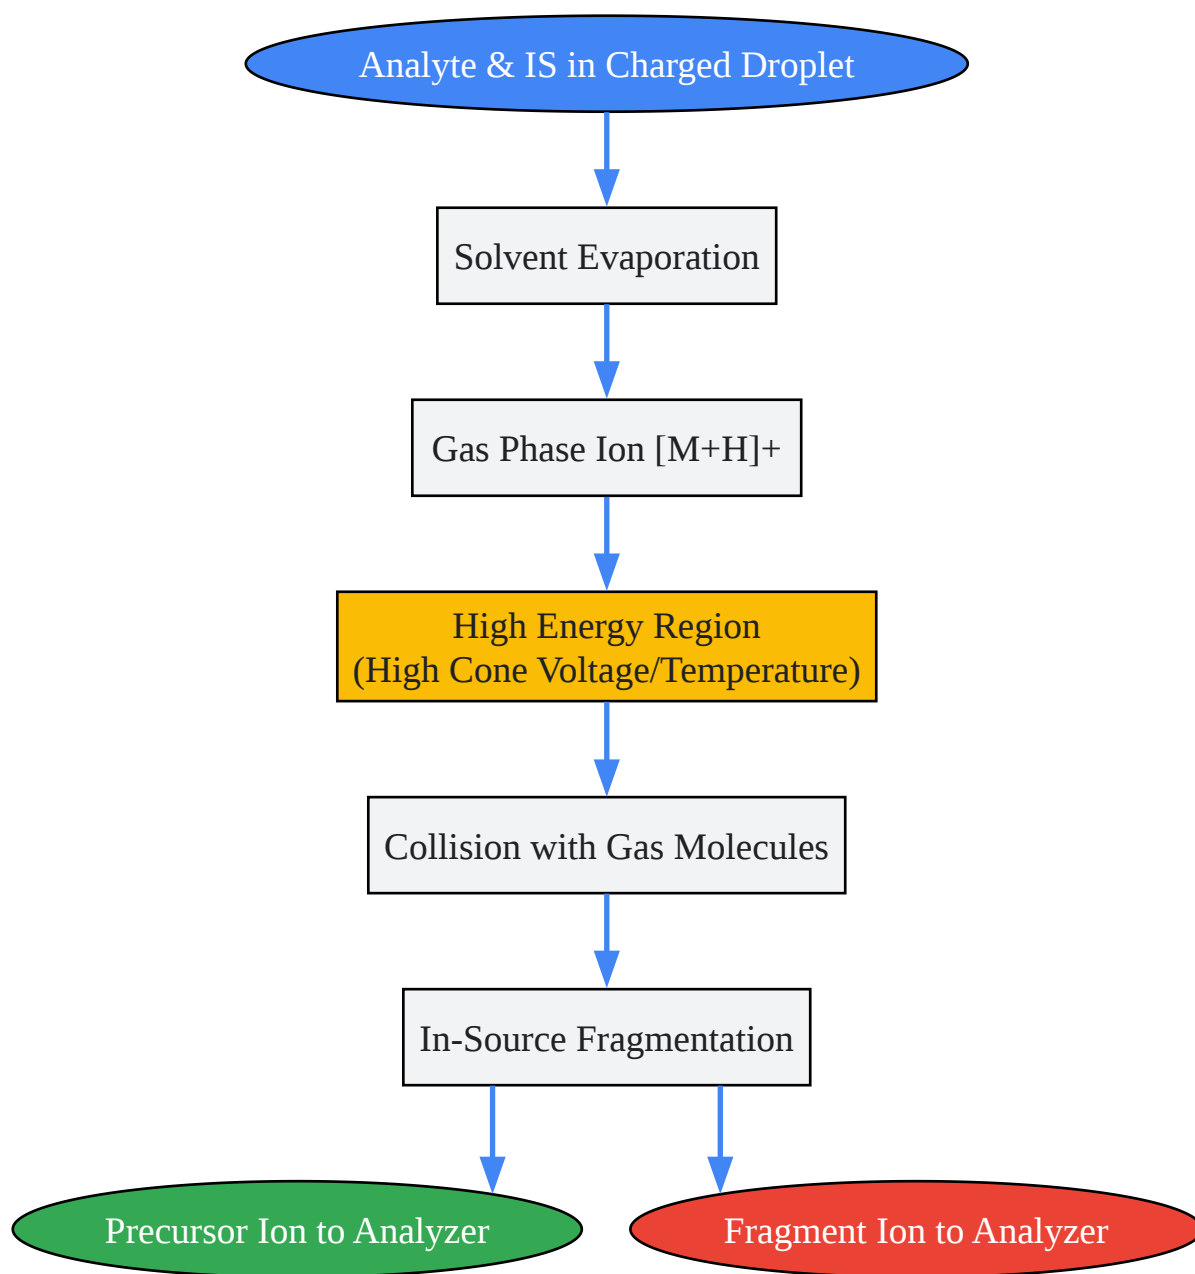 Analyte & IS in Charged Droplet
Solvent Evaporation
Gas Phase Ion [M+H]+
High Energy Region
(High Cone Voltage/Temperature)
Collision with Gas Molecules
In-Source Fragmentation
Precursor Ion to Analyzer
Fragment Ion to Analyzer